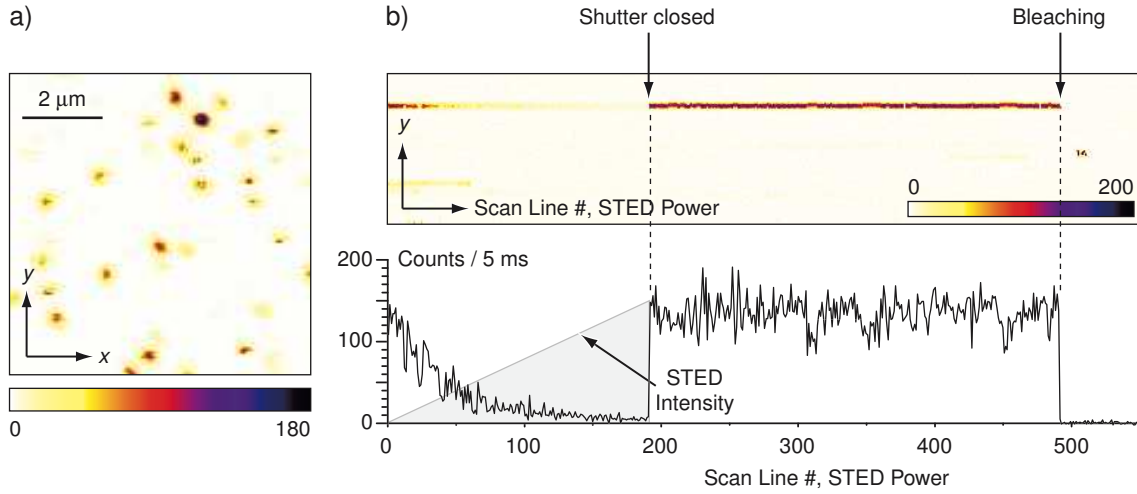 a)
2 µm
y
x
0 180
b)
Shutter closed Bleaching
y
Scan Line #, STED Power
0 200
200
Counts / 5 ms
100
STED
Intensity
0
0 100 200 300 400 500
Scan Line #, STED Power